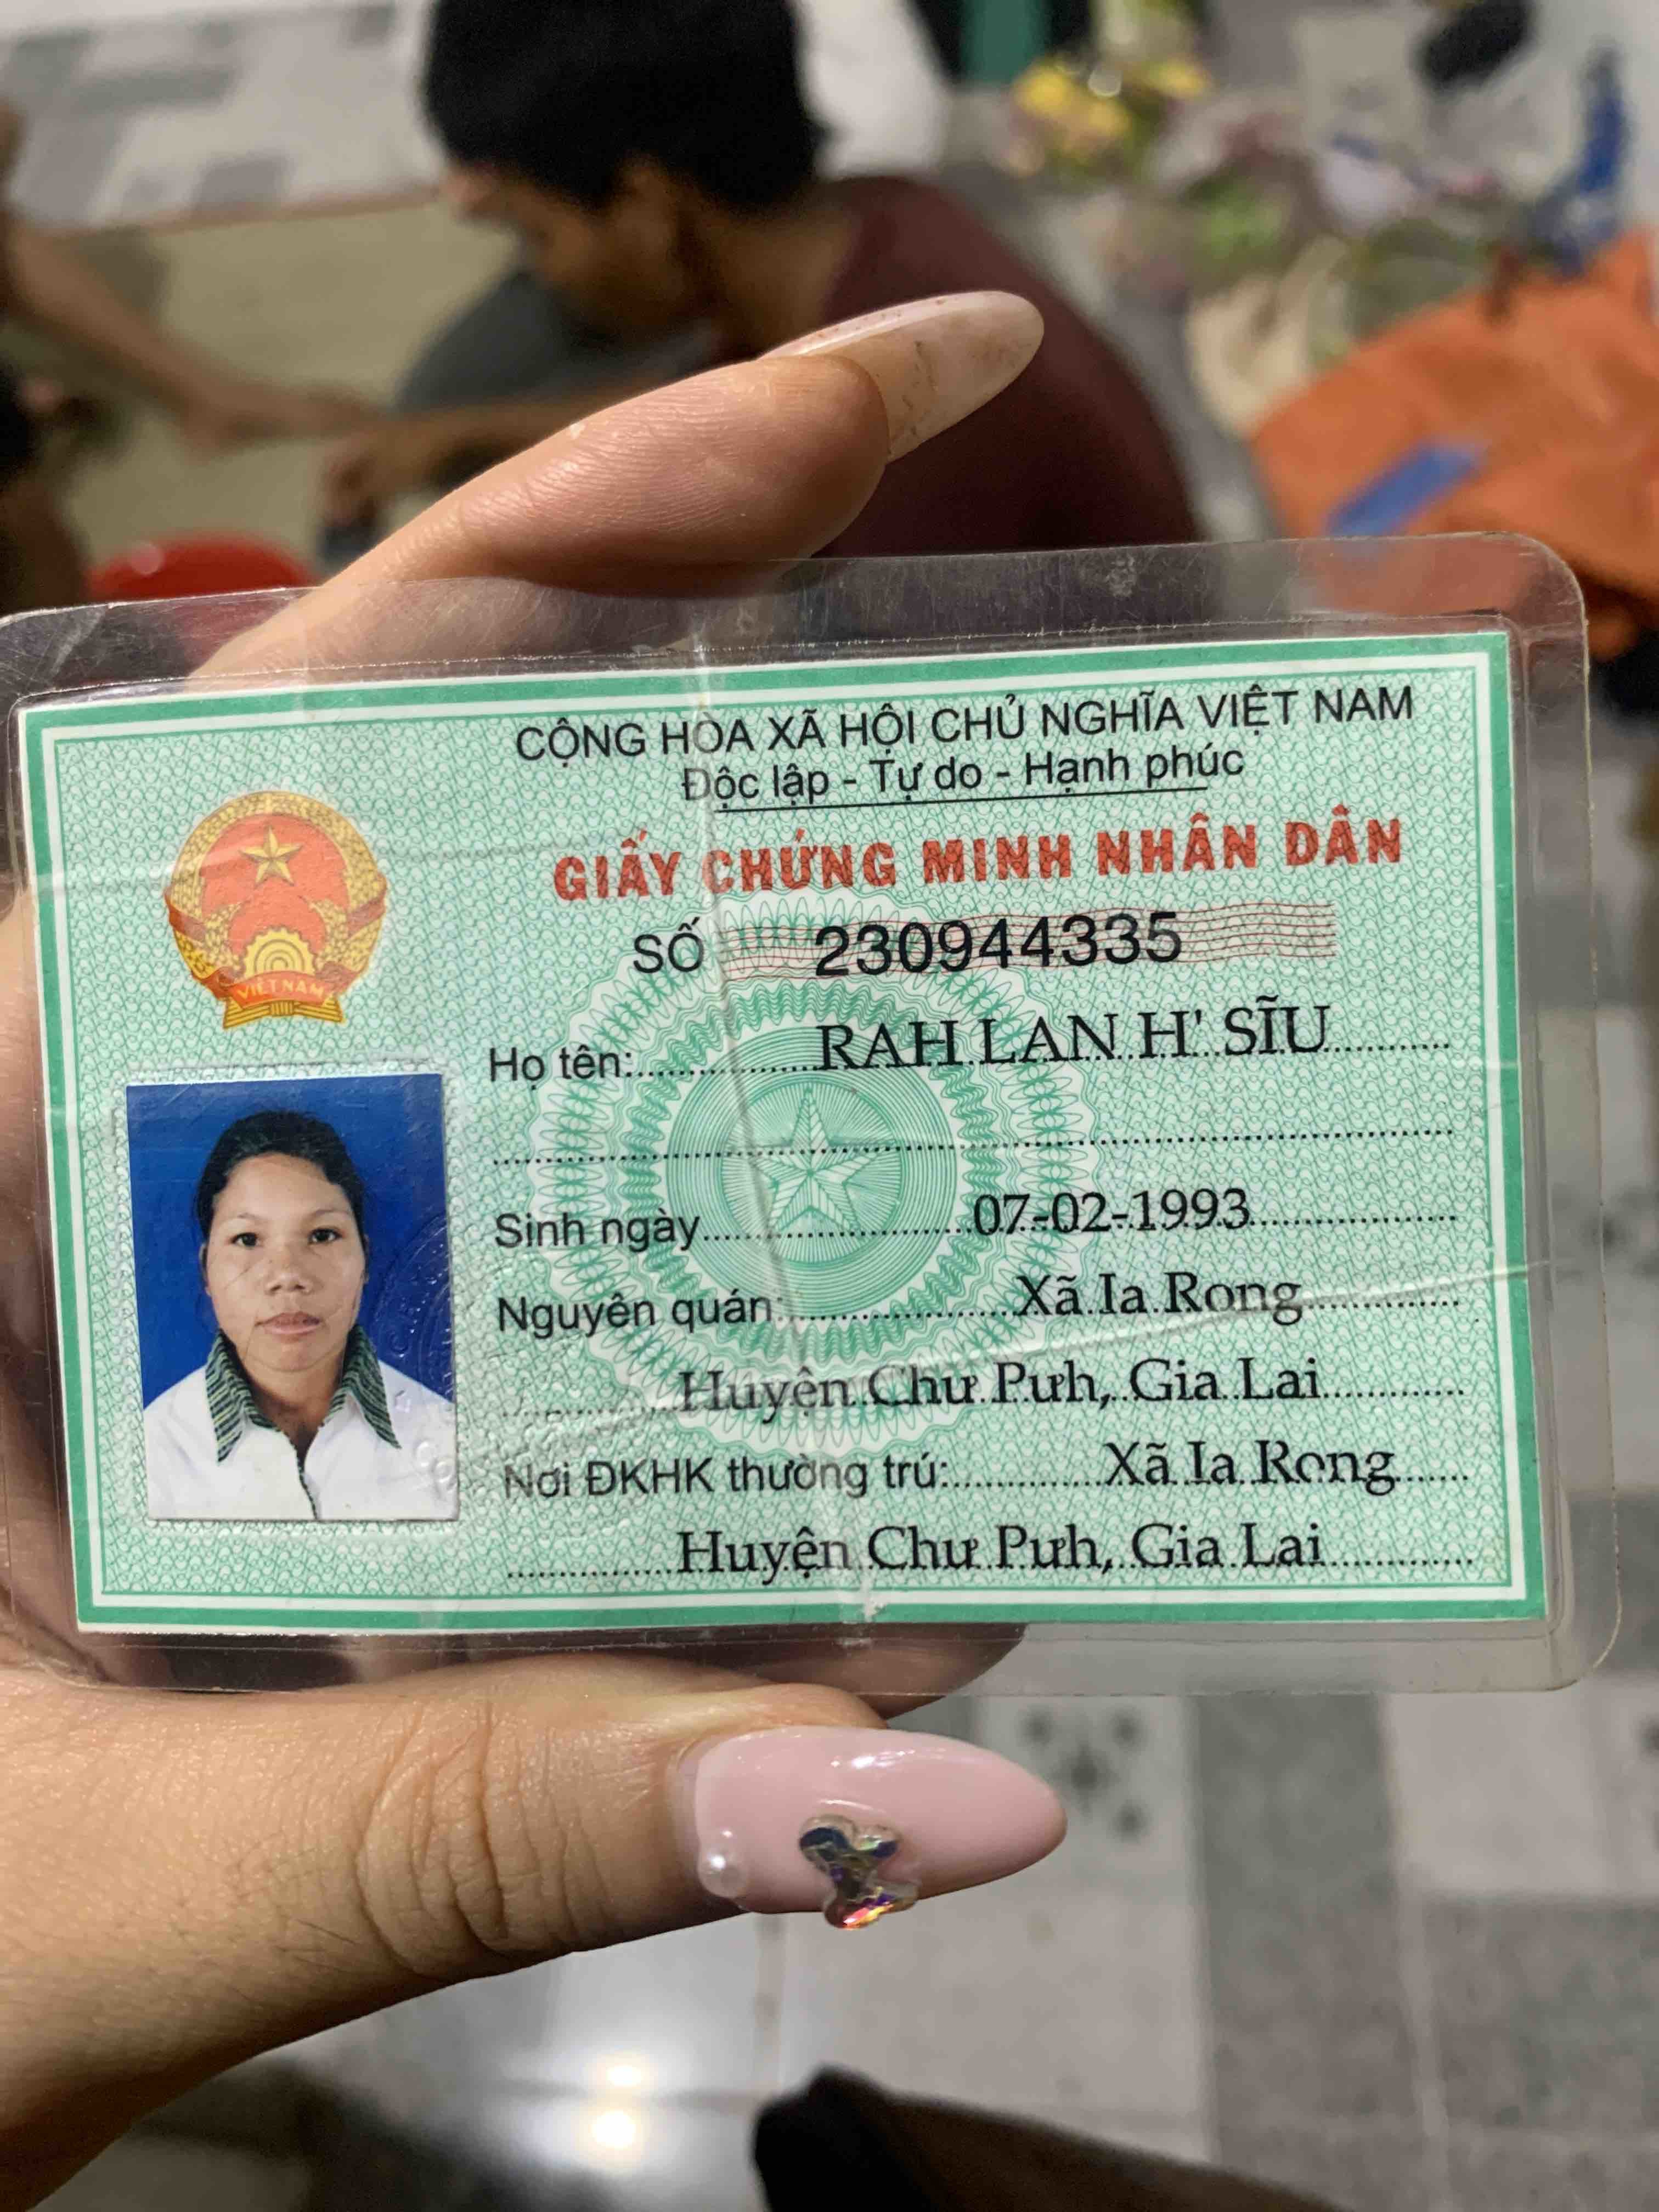 CỘNG HÒA XÃ HỘI CHỦ NGHĨA VIỆT NAM
Độc lập - Tự do - Hạnh phúc
GIẤY CHỨNG MINH NHÂN DÂN
SỐ 230944335
VIỆT NAM
Họ tên: RAH LAN H' SĨU
Sinh ngày 07-02-1993
Nguyên quán: Xã Ia Rong
Huyện Chư Pưh, Gia Lai
Nơi ĐKHK thường trú: Xã Ia Rong
Huyện Chư Pưh, Gia Lai